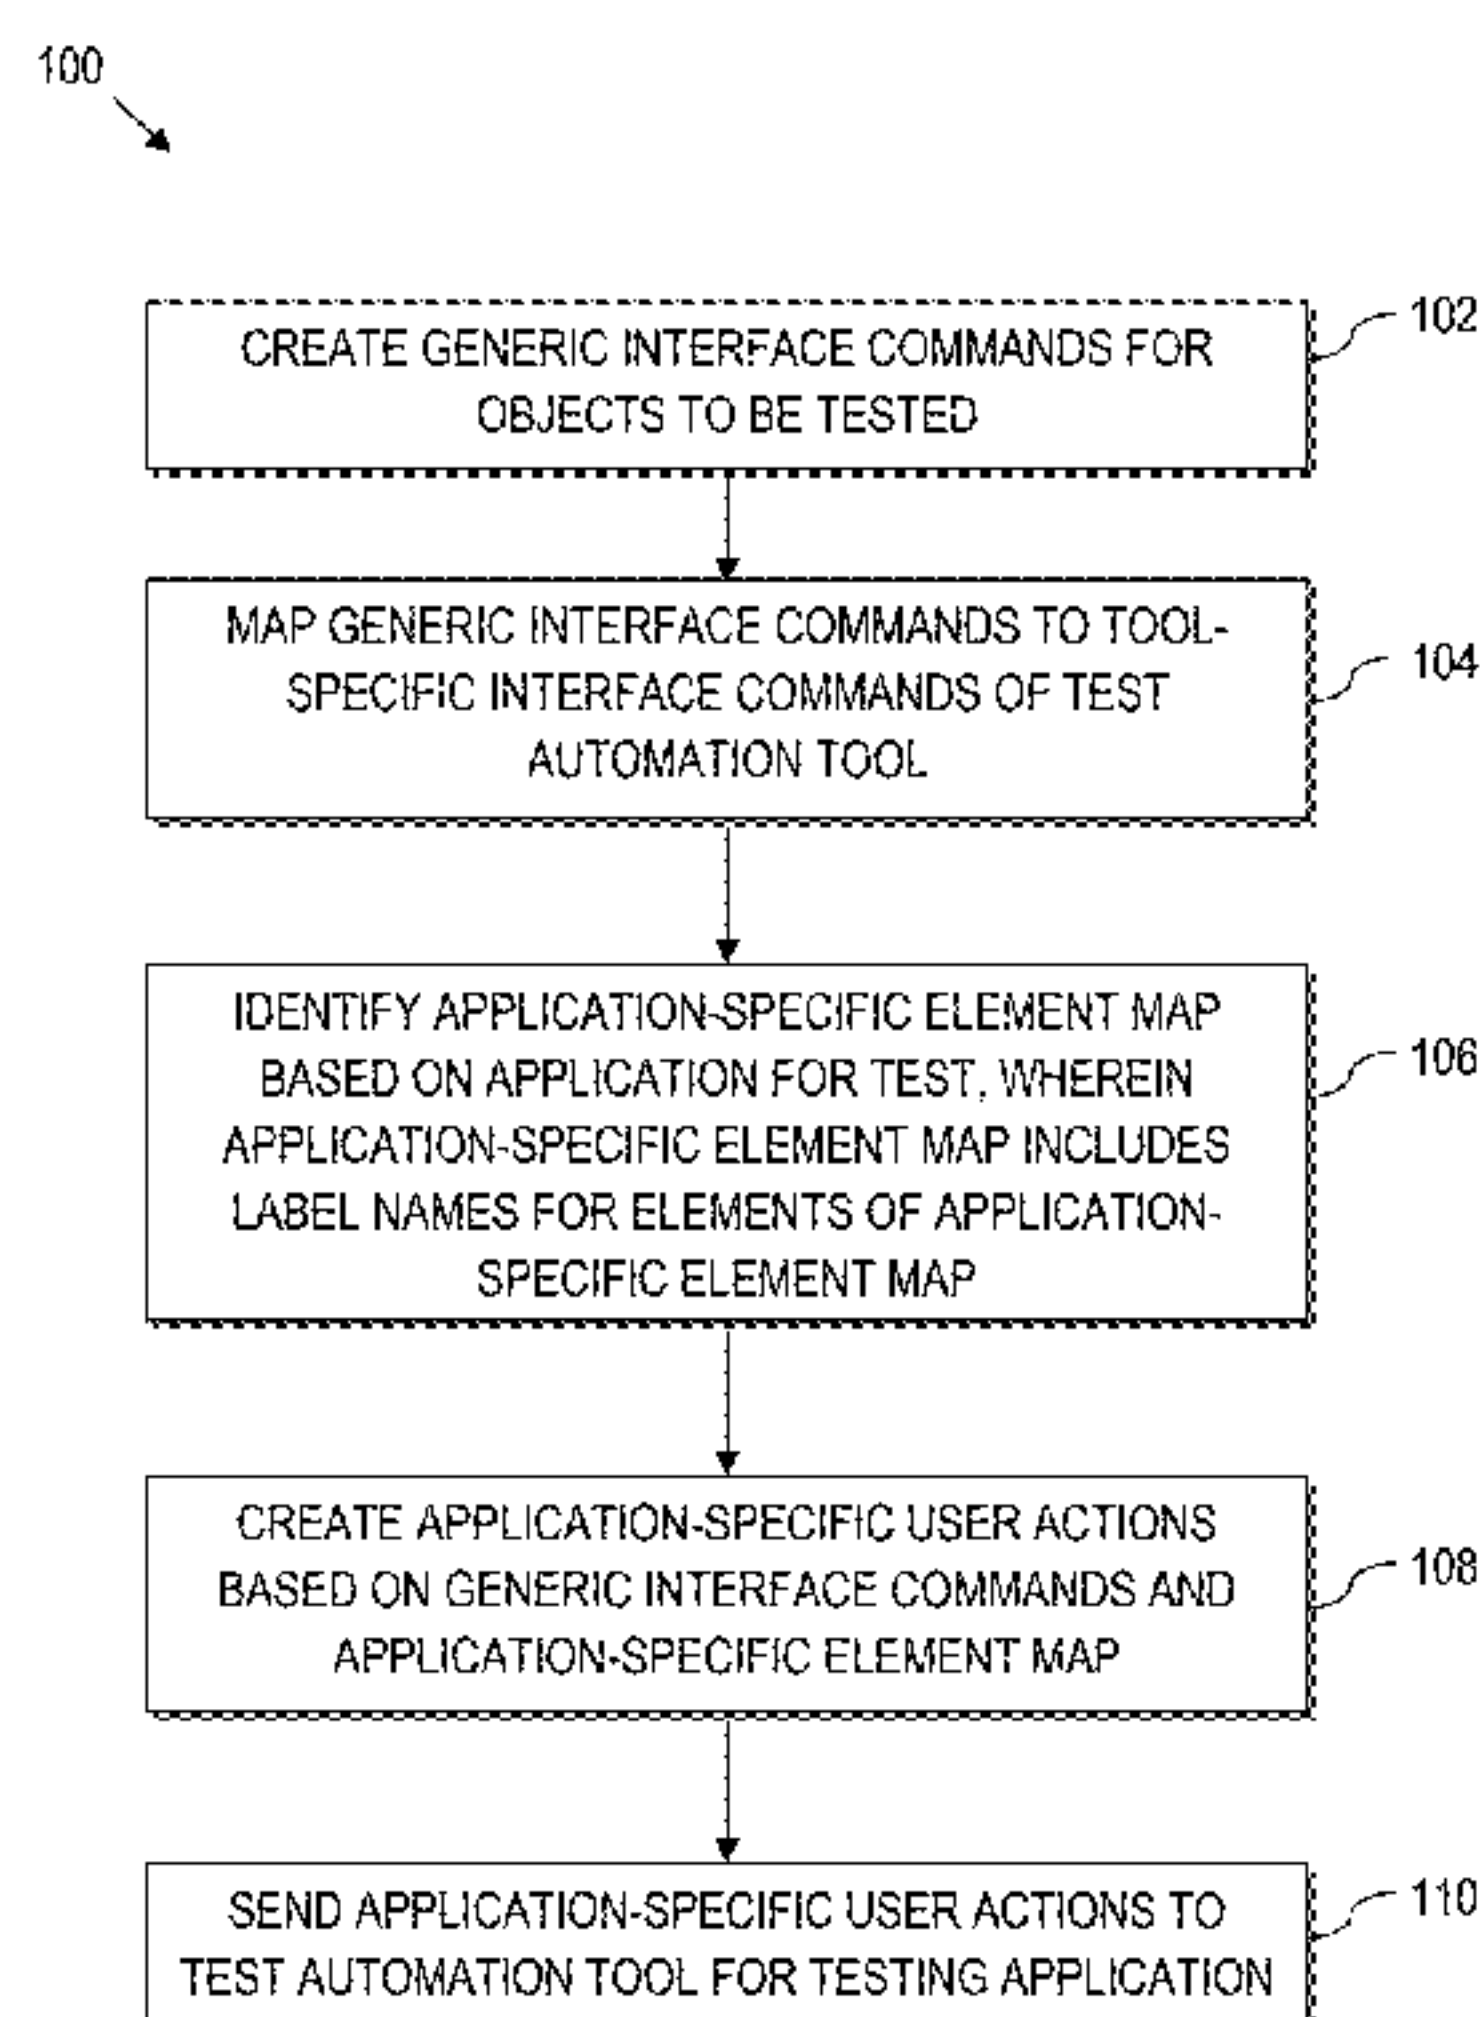 100
CREATE GENERIC INTERFACE COMMANDS FOR
OBJECTS TO BE TESTED
102
MAP GENERIC INTERFACE COMMANDS TO TOOL-
SPECIFIC INTERFACE COMMANDS OF TEST
AUTOMATION TOOL
104
IDENTIFY APPLICATION-SPECIFIC ELEMENT MAP
BASED ON APPLICATION FOR TEST, WHEREIN
APPLICATION-SPECIFIC ELEMENT MAP INCLUDES
LABEL NAMES FOR ELEMENTS OF APPLICATION-
SPECIFIC ELEMENT MAP
106
CREATE APPLICATION-SPECIFIC USER ACTIONS
BASED ON GENERIC INTERFACE COMMANDS AND
APPLICATION-SPECIFIC ELEMENT MAP
108
SEND APPLICATION-SPECIFIC USER ACTIONS TO
TEST AUTOMATION TOOL FOR TESTING APPLICATION
110